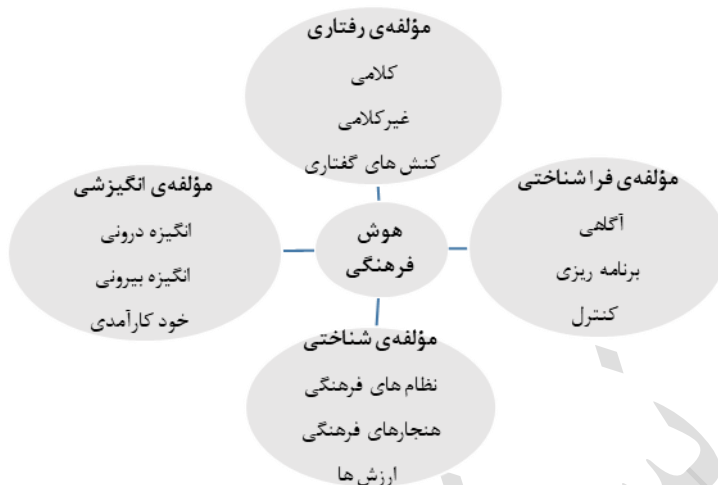 مؤلفه‌ی رفتاری
کلامی
غیرکلامی
کنش های گفتاری
مؤلفه‌ی فرا شناختی
آگاهی
برنامه ریزی
کنترل
هوش
فرهنگی
مؤلفه‌ی انگیزشی
انگیزه درونی
انگیزه بیرونی
خود کارآمدی
مؤلفه‌ی شناختی
نظام های فرهنگی
هنجارهای فرهنگی
ارزش ها